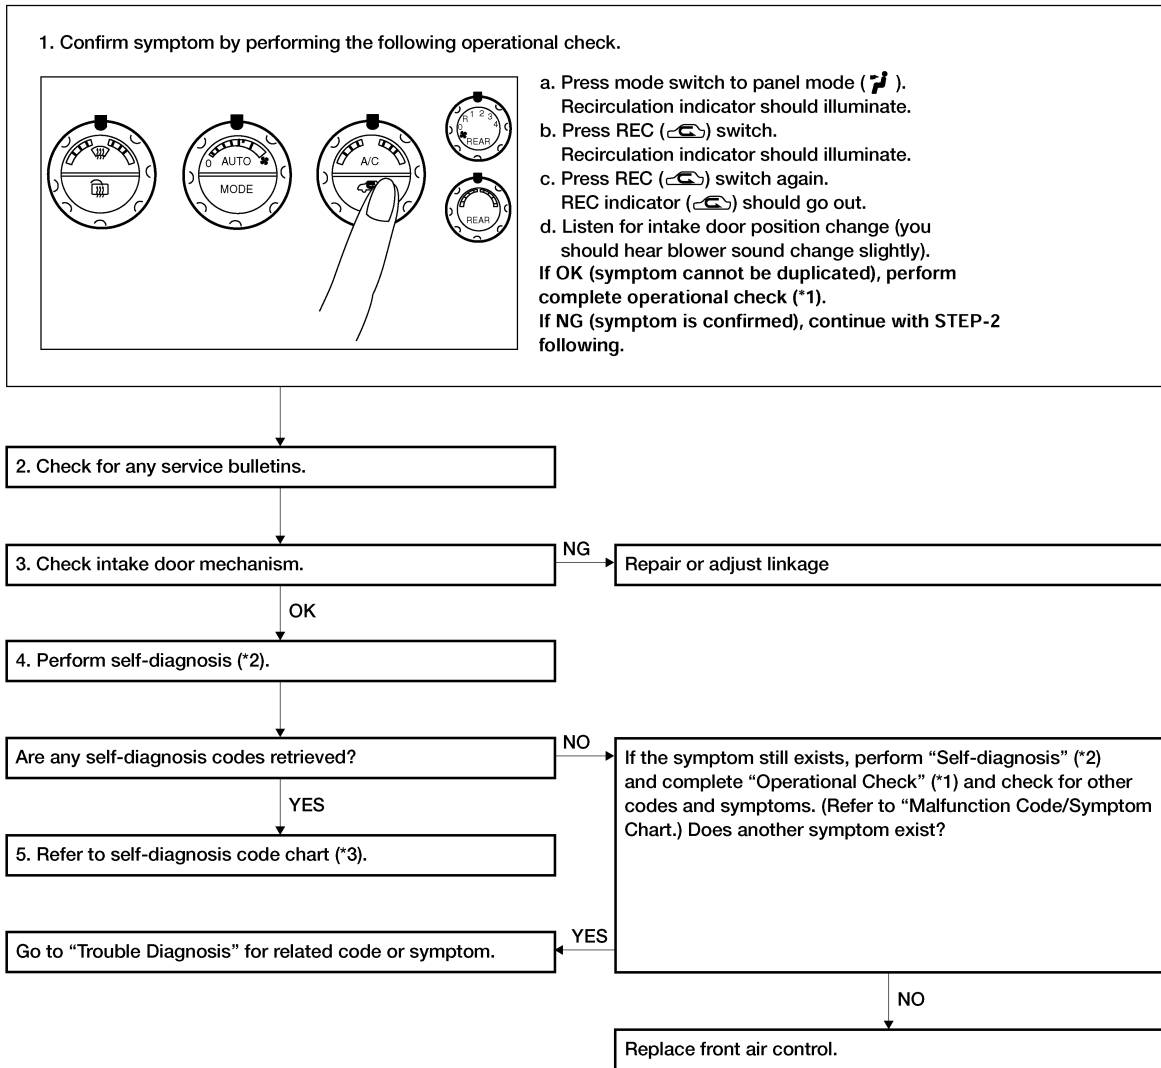 1. Confirm symptom by performing the following operational check.
0 AUTO
MODE
A/C
0 R 1 2 3 4
REAR
REAR
a. Press mode switch to panel mode ( ).
Recirculation indicator should illuminate.
b. Press REC ( ) switch.
Recirculation indicator should illuminate.
c. Press REC ( ) switch again.
REC indicator ( ) should go out.
d. Listen for intake door position change (you
should hear blower sound change slightly).
If OK (symptom cannot be duplicated), perform
complete operational check (*1).
If NG (symptom is confirmed), continue with STEP-2
following.
2. Check for any service bulletins.
3. Check intake door mechanism.
NG
Repair or adjust linkage
OK
4. Perform self-diagnosis (*2).
Are any self-diagnosis codes retrieved?
NO
If the symptom still exists, perform “Self-diagnosis” (*2)
and complete “Operational Check” (*1) and check for other
codes and symptoms. (Refer to “Malfunction Code/Symptom
Chart.) Does another symptom exist?
YES
5. Refer to self-diagnosis code chart (*3).
YES
Go to “Trouble Diagnosis” for related code or symptom.
NO
Replace front air control.